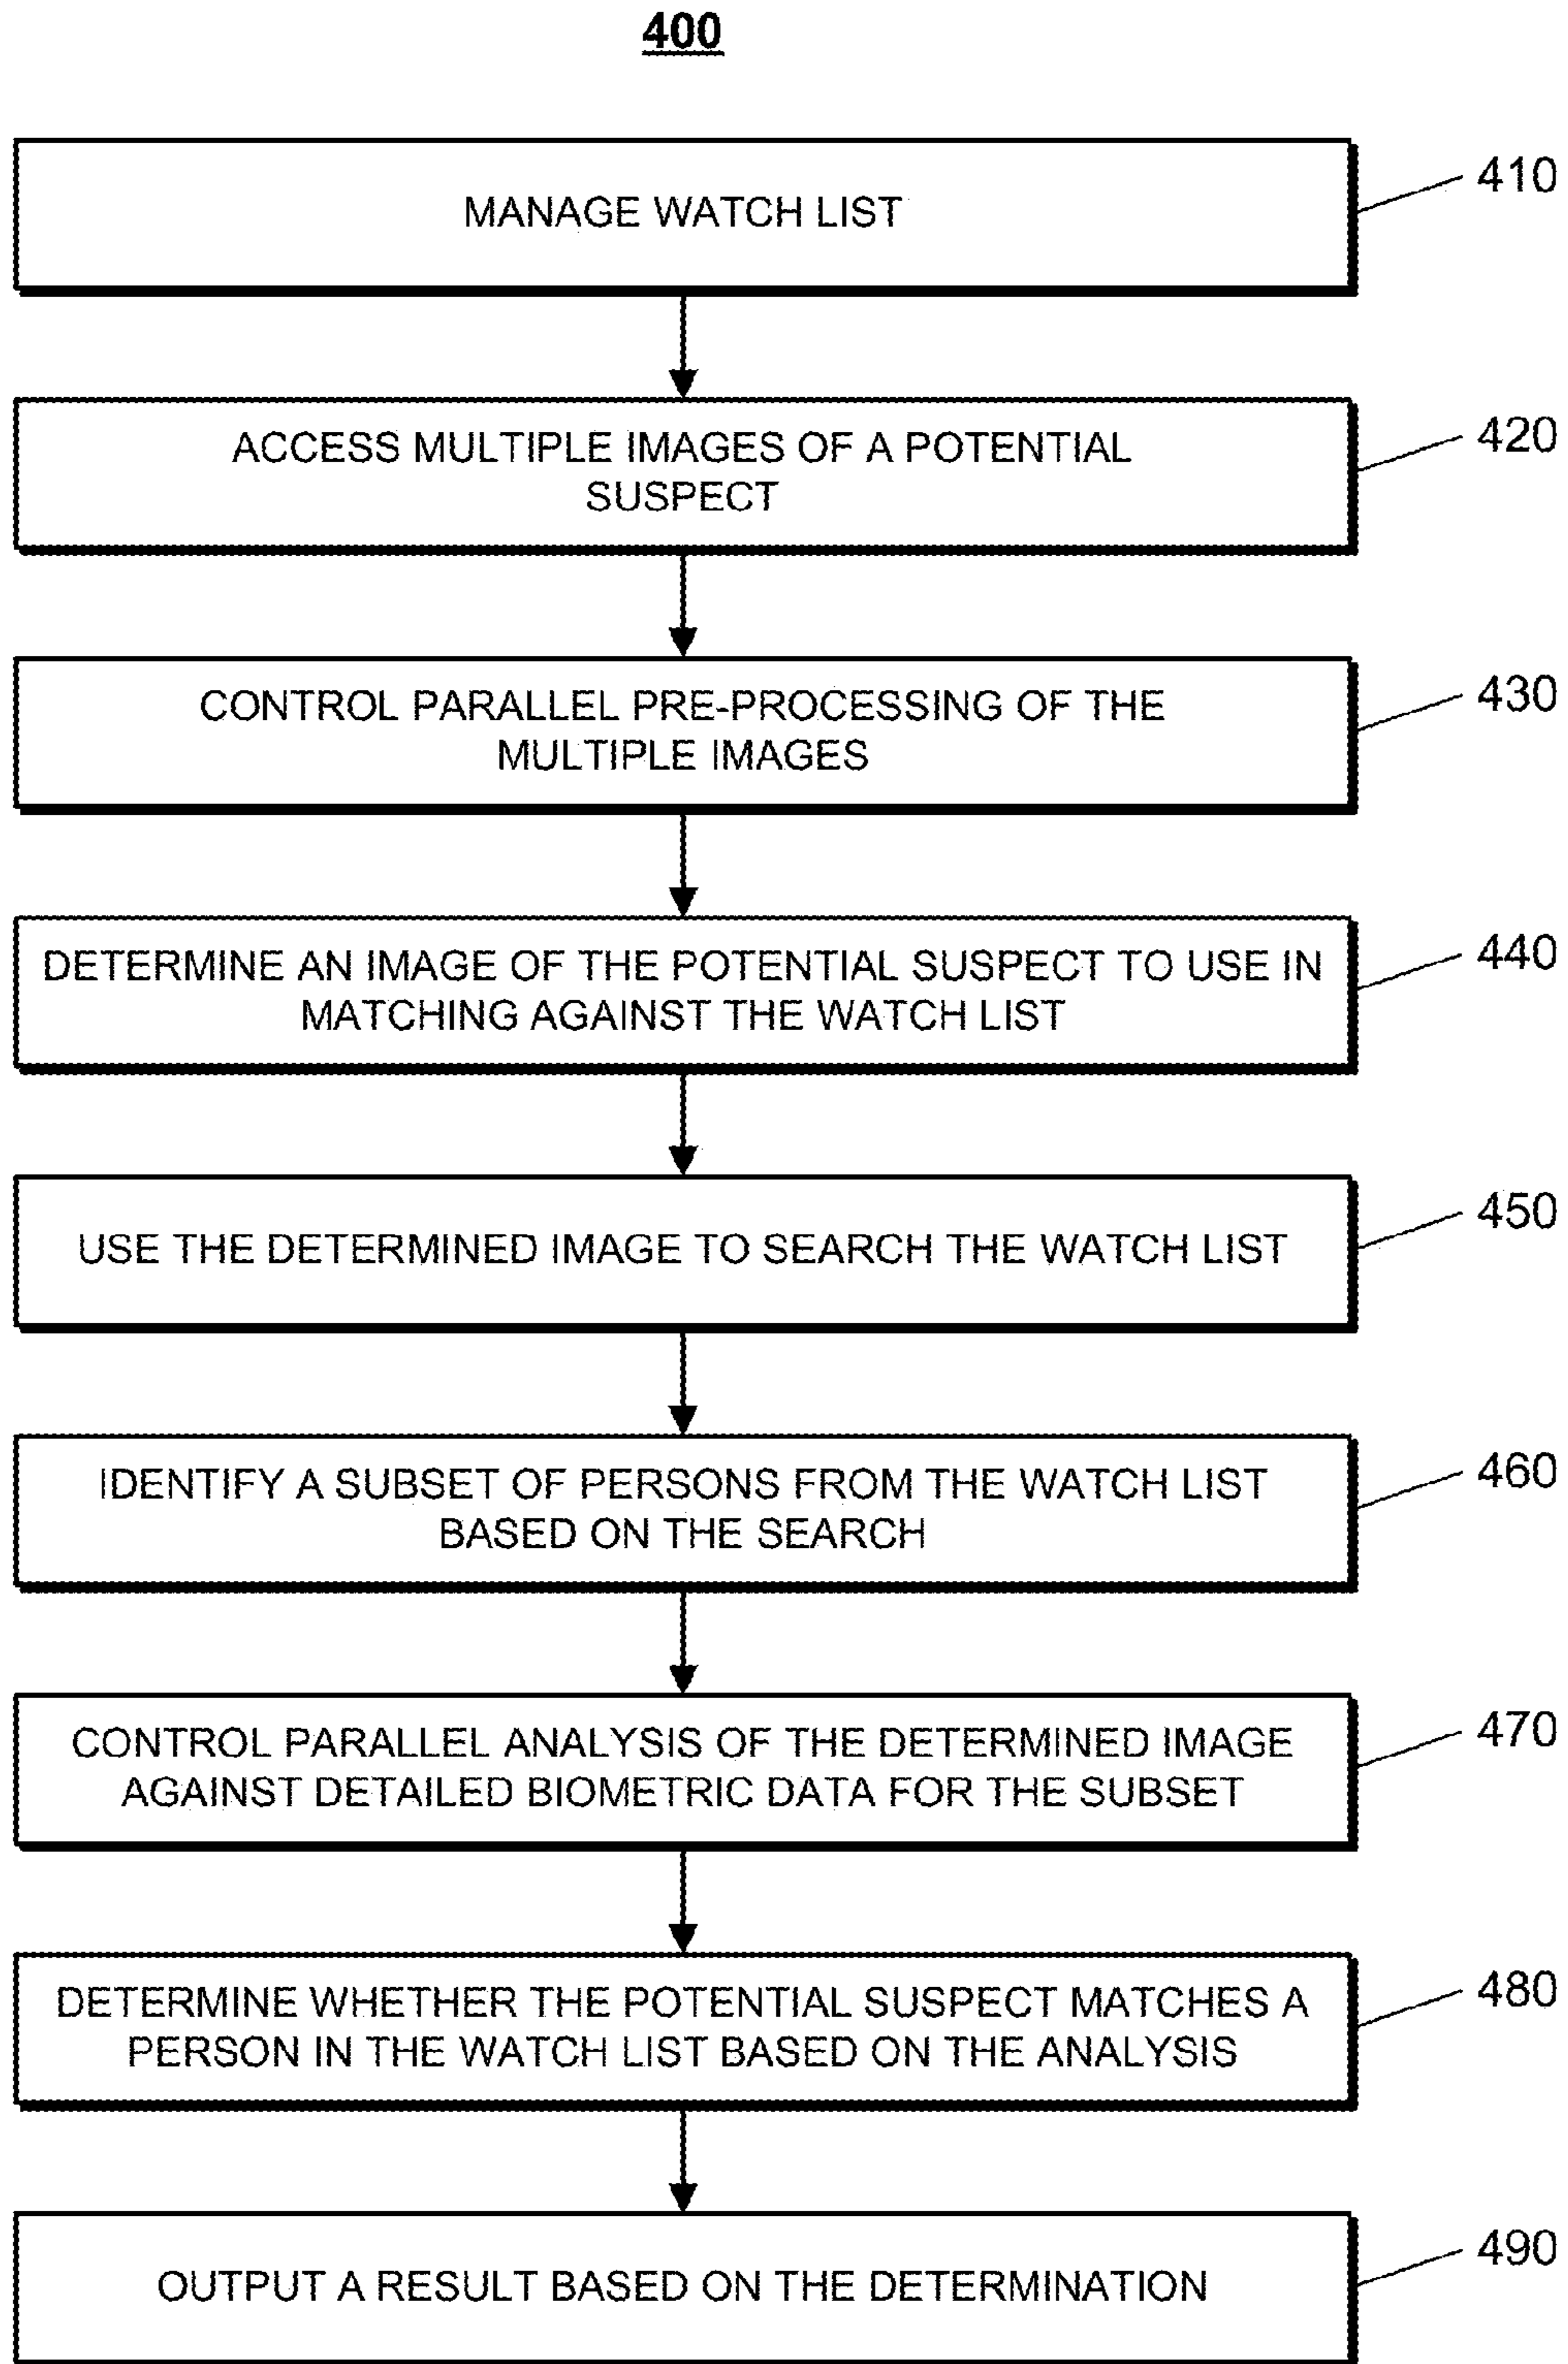 400
MANAGE WATCH LIST
410
ACCESS MULTIPLE IMAGES OF A POTENTIAL
SUSPECT
420
CONTROL PARALLEL PRE-PROCESSING OF THE
MULTIPLE IMAGES
430
DETERMINE AN IMAGE OF THE POTENTIAL SUSPECT TO USE IN
MATCHING AGAINST THE WATCH LIST
440
USE THE DETERMINED IMAGE TO SEARCH THE WATCH LIST
450
IDENTIFY A SUBSET OF PERSONS FROM THE WATCH LIST
BASED ON THE SEARCH
460
CONTROL PARALLEL ANALYSIS OF THE DETERMINED IMAGE
AGAINST DETAILED BIOMETRIC DATA FOR THE SUBSET
470
DETERMINE WHETHER THE POTENTIAL SUSPECT MATCHES A
PERSON IN THE WATCH LIST BASED ON THE ANALYSIS
480
OUTPUT A RESULT BASED ON THE DETERMINATION
490